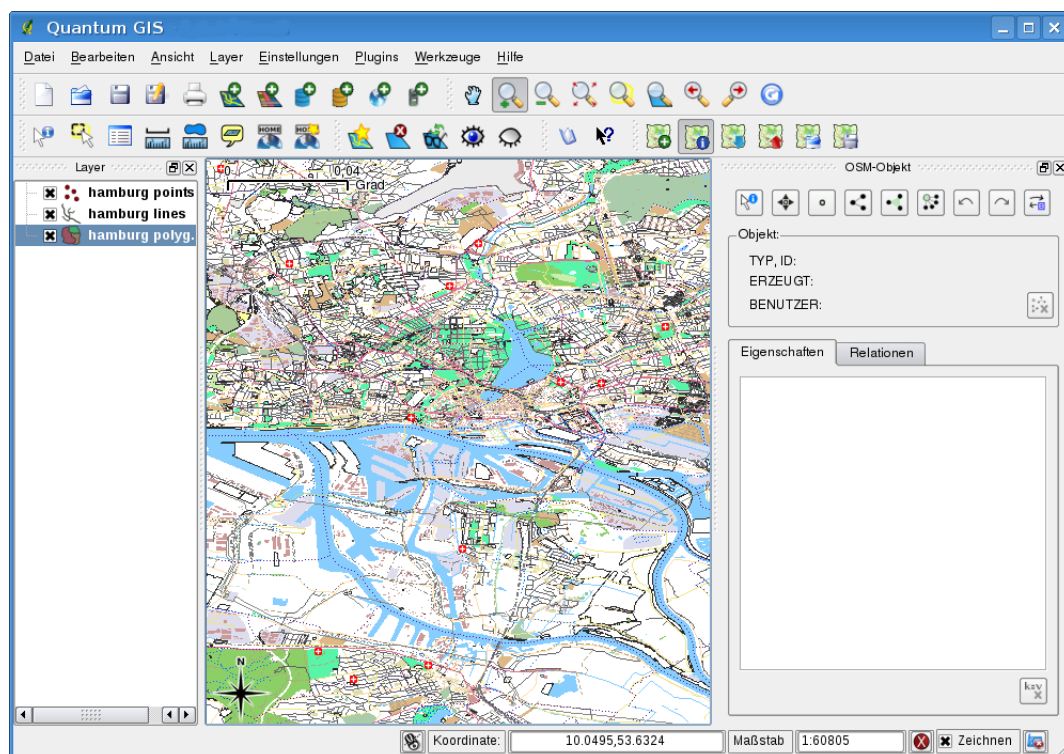 Quantum GIS
Datei Bearbeiten Ansicht Layer Einstellungen Plugins Werkzeuge Hilfe
HOME HOME
Layer
hamburg points
hamburg lines
hamburg polyg.
0 0.04
Grad
N
OSM-Objekt
Objekt:
TYP, ID:
ERZEUGT:
BENUTZER:
Eigenschaften Relationen
k=v
Koordinate: 10.0495,53.6324 Maßstab 1:60805 Zeichnen